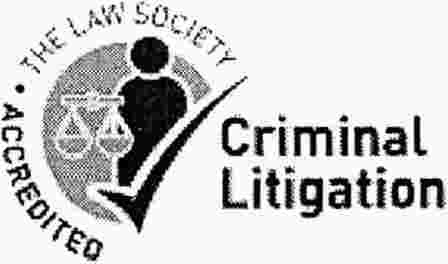 THE LAW SOCIETY
ACCREDITED
Criminal
Litigation